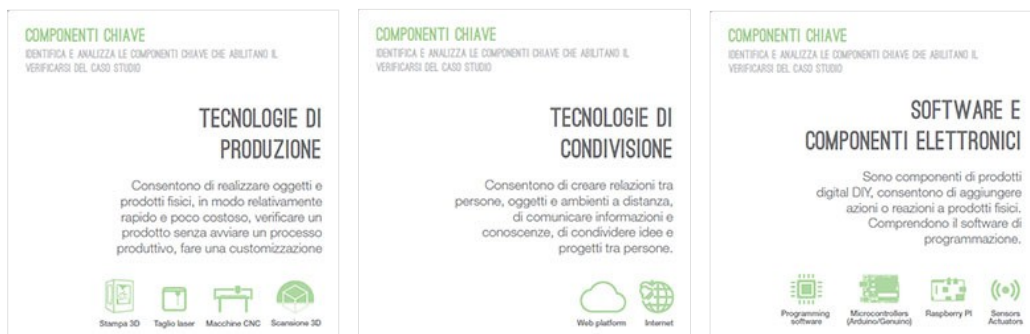 COMPONENTI CHIAVE
IDENTIFICA E ANALIZZA LE COMPONENTI CHIAVE CHE ABILITANO IL
VERIFICARSI DEL CASO STUDIO
TECNOLOGIE DI
PRODUZIONE
Consentono di realizzare oggetti e
prodotti fisici, in modo relativamente
rapido e poco costoso, verificare un
prodotto senza avviare un processo
produttivo, fare una customizzazione
Stampa 3D Taglio laser Macchine CNC Scansione 3D
COMPONENTI CHIAVE
IDENTIFICA E ANALIZZA LE COMPONENTI CHIAVE CHE ABILITANO IL
VERIFICARSI DEL CASO STUDIO
TECNOLOGIE DI
CONDIVISIONE
Consentono di creare relazioni tra
persone, oggetti e ambienti a distanza,
di comunicare informazioni e
conoscenze, di condividere idee e
progetti tra persone.
Web platform Internet
COMPONENTI CHIAVE
IDENTIFICA E ANALIZZA LE COMPONENTI CHIAVE CHE ABILITANO IL
VERIFICARSI DEL CASO STUDIO
SOFTWARE E
COMPONENTI ELETTRONICI
Sono componenti di prodotti
digital DIY, consentono di aggiungere
azioni o reazioni a prodotti fisici.
Comprendono il software di
programmazione.
Programming Microcontrollers Raspberry PI Sensors
software (Arduino/Genuino) Actuators